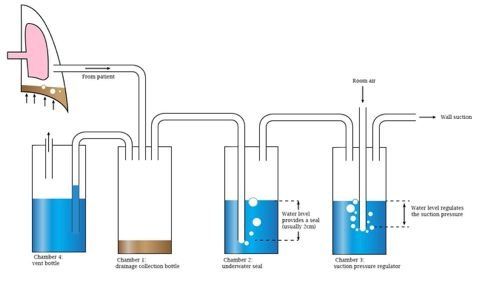 From patient
Room air
Wall suction
Water level
provides a seal
(usually 2cm)
Water level regulates
the suction pressure
Chamber 4:
vent bottle
Chamber 1:
drainage collection bottle
Chamber 2:
underwater seal
Chamber 3:
suction pressure regulator